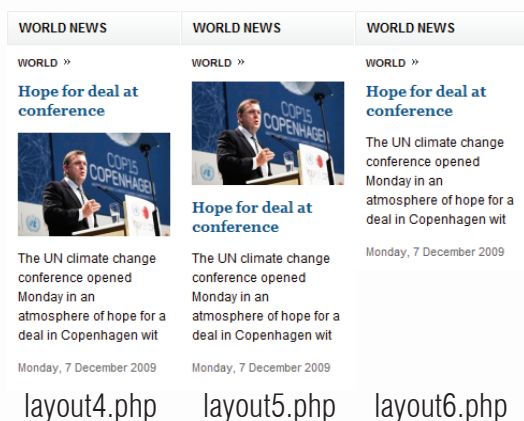 WORLD NEWS
WORLD »
Hope for deal at
conference
COP15
COPENHAGEN
The UN climate change
conference opened
Monday in an
atmosphere of hope for a
deal in Copenhagen wit
Monday, 7 December 2009
layout4.php
WORLD NEWS
WORLD »
COP15
COPENHAGEN
Hope for deal at
conference
The UN climate change
conference opened
Monday in an
atmosphere of hope for a
deal in Copenhagen wit
Monday, 7 December 2009
layout5.php
WORLD NEWS
WORLD »
Hope for deal at
conference
The UN climate change
conference opened
Monday in an
atmosphere of hope for a
deal in Copenhagen wit
Monday, 7 December 2009
layout6.php